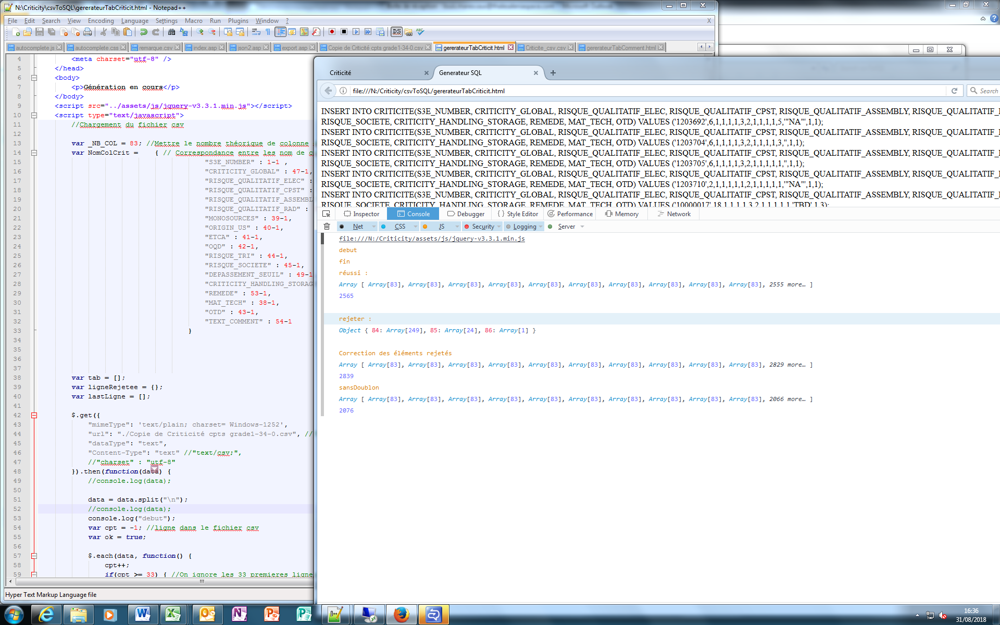 N:\Criticity\csvToSQL\gererateurTabCriticit.html - Notepad++
File Edit Search View Encoding Language Settings Macro Run Plugins Window ? X
autocomplete.js autocomplete.css remarque.csv index.asp json2.asp export.asp Copie de Criticité cpts grade1-34-0.csv gererateurTabCriticit.html Criticite_csv.csv gererateurTabComment.html
4 <meta charset="utf-8" />
5 </head>
6 <body>
7 <p>Génération en cours</p>
8 </body>
9 <script src="../assets/js/jquery-v3.3.1.min.js"></script>
10 <script type="text/javascript">
11 //Chargement du fichier csv
12
13 var _NB_COL = 83; //Mettre le nombre théorique de colonne
14 var NomColCrit = { // Correspondance entre les nom de
15 "S3E_NUMBER" : 1-1 ,
16 "CRITICITY_GLOBAL" : 47-1,
17 "RISQUE_QUALITATIF_ELEC" :
18 "RISQUE_QUALITATIF_CPST" :
19 "RISQUE_QUALITATIF_ASSEMBL
20 "RISQUE_QUALITATIF_RAD" :
21 "MONOSOURCES" : 39-1,
22 "ORIGIN_US" : 40-1,
23 "ETCA" : 41-1,
24 "OQD" : 42-1,
25 "RISQUE_TRI" : 44-1,
26 "RISQUE_SOCIETE" : 45-1,
27 "DEPASSEMENT_SEUIL" : 49-1
28 "CRITICITY_HANDLING_STORAG
29 "REMEDE" : 53-1,
30 "MAT_TECH" : 38-1,
31 "OTD" : 43-1,
32 "TEXT_COMMENT" : 54-1
33 }
34
35
36
37
38 var tab = [];
39 var ligneRejetee = {};
40 var lastLigne = [];
41
42 $.get({
43 "mimeType": 'text/plain; charset= Windows-1252',
44 "url": "./Copie de Criticité cpts grade1-34-0.csv", //
45 "dataType": "text",
46 "Content-Type": "text" //"text/csv;",
47 //"charset" : "utf-8"
48 }).then(function(data) {
49 //console.log(data);
50
51 data = data.split("\n");
52 //console.log(data);
53 console.log("debut");
54 var cpt = -1; //ligne dans le fichier csv
55 var ok = true;
56
57 $.each(data, function() {
58 cpt++;
59 if(cpt >= 33) { //On ignore les 33 premieres ligne
Hyper Text Markup Language file
Criticité Generateur SQL
file:///N:/Criticity/csvToSQL/gererateurTabCriticit.html Search
INSERT INTO CRITICITE(S3E_NUMBER, CRITICITY_GLOBAL, RISQUE_QUALITATIF_ELEC, RISQUE_QUALITATIF_CPST, RISQUE_QUALITATIF_ASSEMBLY, RISQUE_QUALITATIF_
RISQUE_SOCIETE, CRITICITY_HANDLING_STORAGE, REMEDE, MAT_TECH, OTD) VALUES ('1203692',6,1,1,1,1,3,2,1,1,1,1,5,'"NA"',1,1);
INSERT INTO CRITICITE(S3E_NUMBER, CRITICITY_GLOBAL, RISQUE_QUALITATIF_ELEC, RISQUE_QUALITATIF_CPST, RISQUE_QUALITATIF_ASSEMBLY, RISQUE_QUALITATIF_
RISQUE_SOCIETE, CRITICITY_HANDLING_STORAGE, REMEDE, MAT_TECH, OTD) VALUES ('1203704',6,1,1,1,1,3,2,1,1,1,1,3,'',1,1);
INSERT INTO CRITICITE(S3E_NUMBER, CRITICITY_GLOBAL, RISQUE_QUALITATIF_ELEC, RISQUE_QUALITATIF_CPST, RISQUE_QUALITATIF_ASSEMBLY, RISQUE_QUALITATIF_
RISQUE_SOCIETE, CRITICITY_HANDLING_STORAGE, REMEDE, MAT_TECH, OTD) VALUES ('1203705',6,1,1,1,1,3,2,1,1,1,1,1,'',1,1);
INSERT INTO CRITICITE(S3E_NUMBER, CRITICITY_GLOBAL, RISQUE_QUALITATIF_ELEC, RISQUE_QUALITATIF_CPST, RISQUE_QUALITATIF_ASSEMBLY, RISQUE_QUALITATIF_
RISQUE_SOCIETE, CRITICITY_HANDLING_STORAGE, REMEDE, MAT_TECH, OTD) VALUES ('1203710',2,1,1,1,1,1,2,1,1,1,1,1,'"NA"',1,1);
INSERT INTO CRITICITE(S3E_NUMBER, CRITICITY_GLOBAL, RISQUE_QUALITATIF_ELEC, RISQUE_QUALITATIF_CPST, RISQUE_QUALITATIF_ASSEMBLY, RISQUE_QUALITATIF_
RISQUE_SOCIETE, CRITICITY_HANDLING_STORAGE, REMEDE, MAT_TECH, OTD) VALUES ('10000017',18,1,1,1,1,3,2,1,1,1,1,1,'TBD',1,3);
Inspector Console Debugger Style Editor Performance Memory Network
Net CSS JS Security Logging Server
file:///N:/Criticity/assets/js/jquery-v3.3.1.min.js
debut
fin
réussi :
Array [ Array[83], Array[83], Array[83], Array[83], Array[83], Array[83], Array[83], Array[83], Array[83], Array[83], 2555 more… ]
2565
rejeter :
Object { 84: Array[249], 85: Array[24], 86: Array[1] }
Correction des éléments rejetés
Array [ Array[83], Array[83], Array[83], Array[83], Array[83], Array[83], Array[83], Array[83], Array[83], Array[83], 2829 more… ]
2839
sansDoublon
Array [ Array[83], Array[83], Array[83], Array[83], Array[83], Array[83], Array[83], Array[83], Array[83], Array[83], 2066 more… ]
2076
16:36
31/08/2018